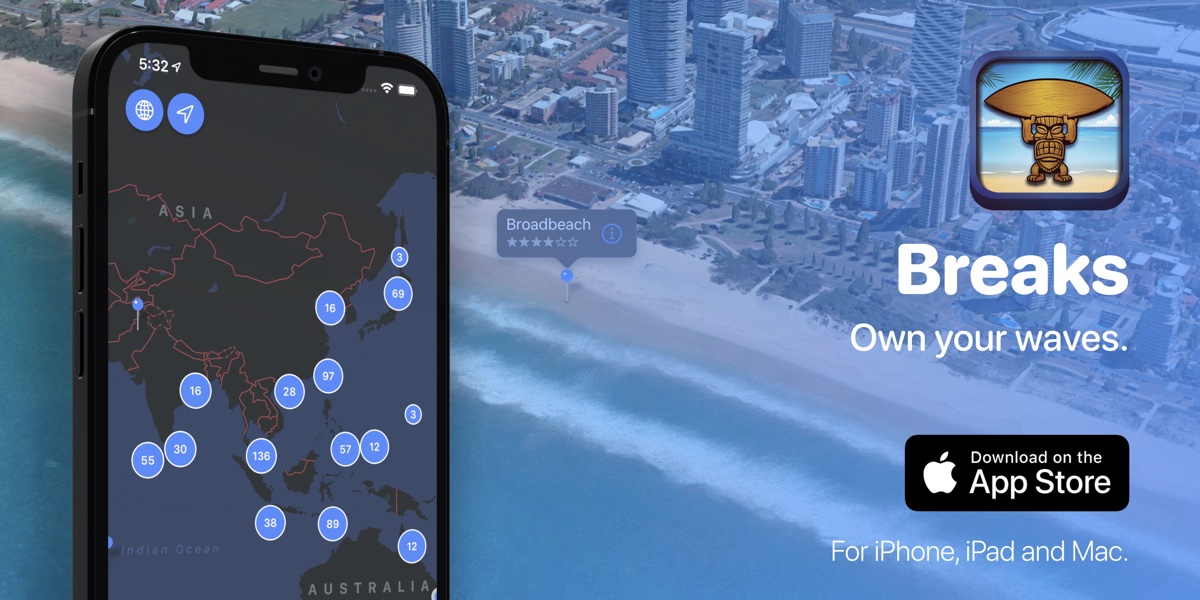 5:32
ASIA
3
69
16
97
16
28
3
30
55
136
57
12
38
89
12
Indian Ocean
AUSTRALIA
Broadbeach
Breaks
Own your waves.
Download on the
App Store
For iPhone, iPad and Mac.